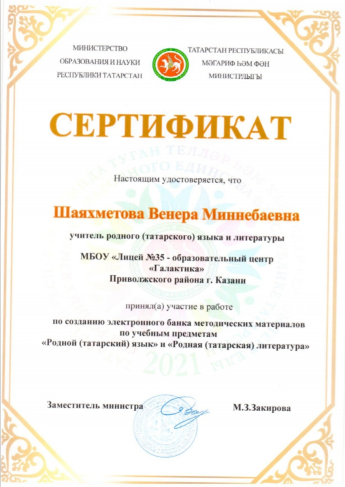 МИНИСТЕРСТВО
ОБРАЗОВАНИЯ И НАУКИ
РЕСПУБЛИКИ ТАТАРСТАН
ТАТАРСТАН РЕСПУБЛИКАСЫ
МӘГАРИФ ҺӘМ ФӘН
МИНИСТРЛЫГЫ
СЕРТИФИКАТ
Настоящим удостоверяется, что
Шаяхметова Венера Миннебаевна
учитель родного (татарского) языка и литературы
МБОУ «Лицей №35 - образовательный центр
«Галактика»
Приволжского района г. Казани
принял(а) участие в работе
по созданию электронного банка методических материалов
по учебным предметам
«Родной (татарский) язык» и «Родная (татарская) литература»
2021
Заместитель министра
М.З.Закирова